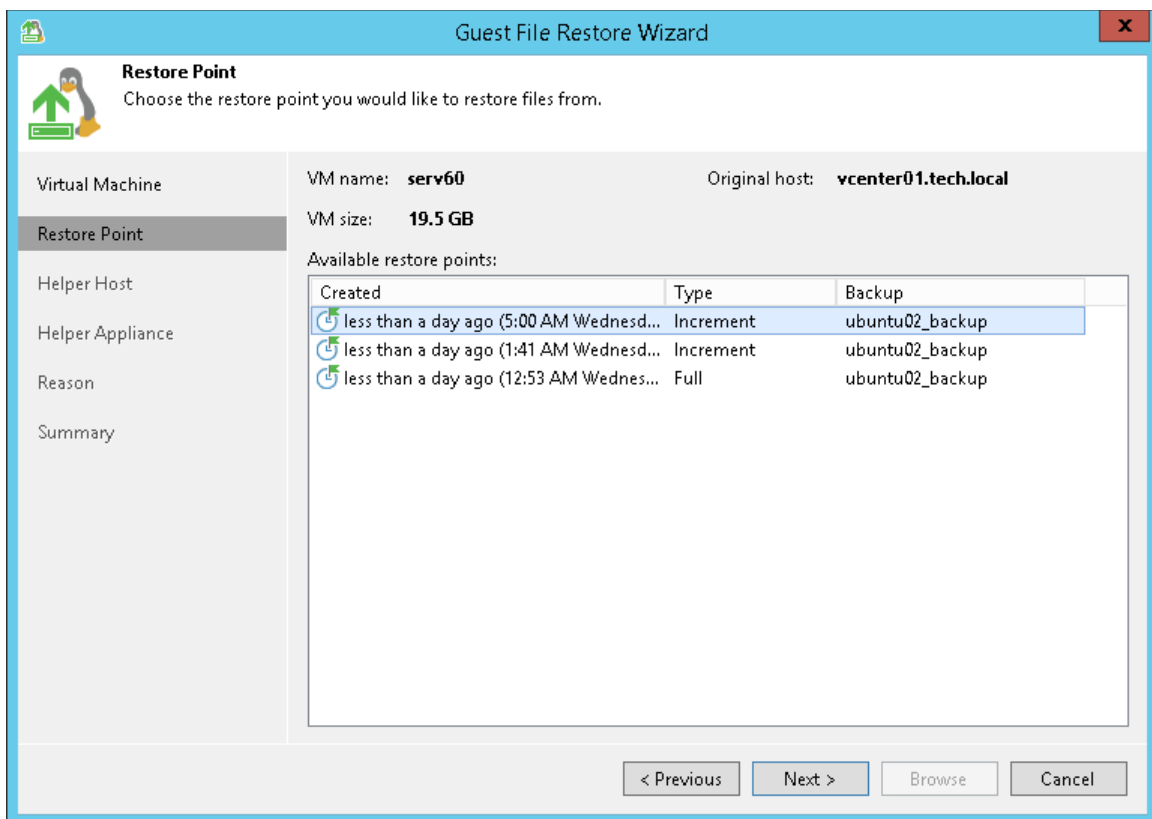 Guest File Restore Wizard
x
Restore Point
Choose the restore point you would like to restore files from.
Virtual Machine
Restore Point
Helper Host
Helper Appliance
Reason
Summary
VM name: serv60 Original host: vcenter01.tech.local
VM size: 19.5 GB
Available restore points:
Created Type Backup
less than a day ago (5:00 AM Wednesd... Increment ubuntu02_backup
less than a day ago (1:41 AM Wednesd... Increment ubuntu02_backup
less than a day ago (12:53 AM Wednes... Full ubuntu02_backup
< Previous Next > Browse Cancel